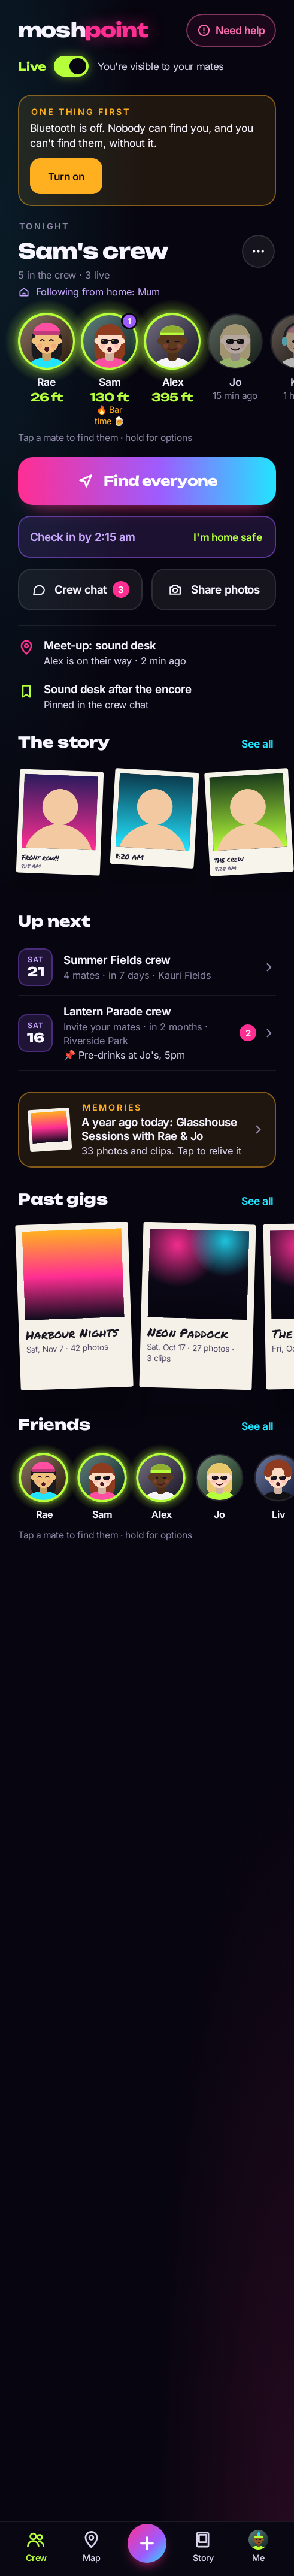 moshpoint
Need help
Live
You're visible to your mates
ONE THING FIRST
Bluetooth is off. Nobody can find you, and you
can't find them, without it.
Turn on
TONIGHT
Sam's crew
5 in the crew · 3 live
Following from home: Mum
1
Rae
Sam
Alex
Jo
26 ft
130 ft
395 ft
15 min ago
🔥 Bar
time 🍺
Tap a mate to find them · hold for options
Find everyone
Check in by 2:15 am
I'm home safe
Crew chat
3
Share photos
Meet-up: sound desk
Alex is on their way · 2 min ago
Sound desk after the encore
Pinned in the crew chat
The story
See all
Front row!!
8:20 AM
THE CREW
8:20 AM
Up next
SAT
21
Summer Fields crew
4 mates · in 7 days · Kauri Fields
SAT
16
Lantern Parade crew
Invite your mates · in 2 months ·
Riverside Park
📌 Pre-drinks at Jo's, 5pm
2
MEMORIES
A year ago today: Glasshouse
Sessions with Rae & Jo
33 photos and clips. Tap to relive it
Past gigs
See all
Harbour Nights
Sat, Nov 7 · 42 photos
Neon Paddock
Sat, Oct 17 · 27 photos ·
3 clips
The
Fri, Oc
Friends
See all
Rae
Sam
Alex
Jo
Liv
Tap a mate to find them · hold for options
Crew
Map
Story
Me